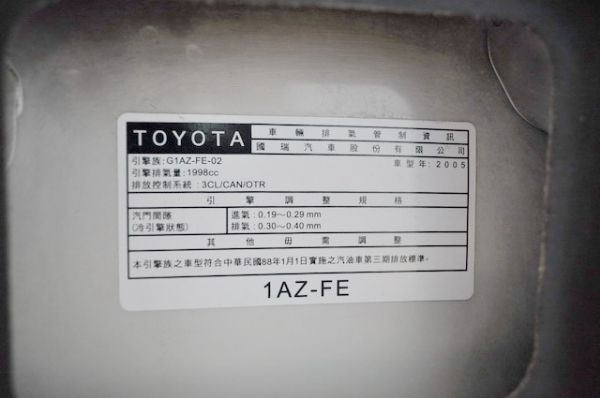 TOYOTA
車輛排氣管制資訊
國瑞汽車股份有限公司
引擎族:G1AZ-FE-02
車型年:2005
引擎排氣量:1998cc
排放控制系統:3CL/CAN/OTR
引擎調整規格
汽門間隙
(冷引擎狀態)
進氣:0.19~0.29 mm
排氣:0.30~0.40 mm
其他毋需調整
本引擎族之車型符合中華民國88年1月1日實施之汽油車第三期排放標準。
1AZ-FE